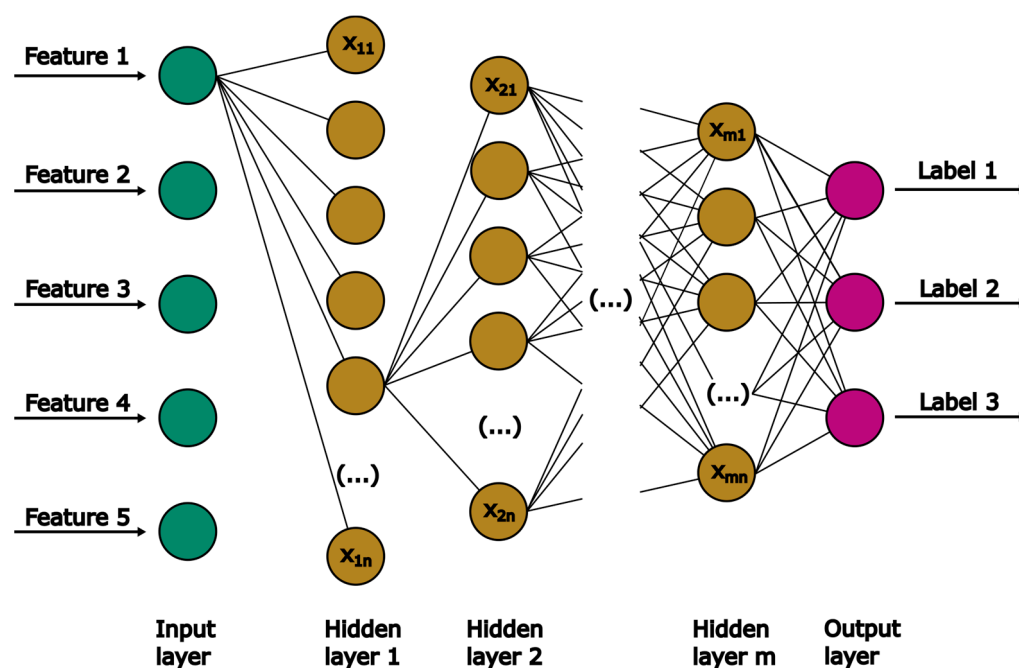 Feature 1
Feature 2
Feature 3
Feature 4
Feature 5
x₁₁
(...)
x₁ₙ
x₂₁
(...)
x₂ₙ
(...)
xₘ₁
(...)
xₘₙ
Label 1
Label 2
Label 3
Input
layer
Hidden
layer 1
Hidden
layer 2
Hidden
layer m
Output
layer